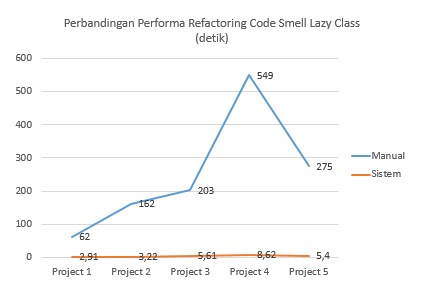 Perbandingan Performa Refactoring Code Smell Lazy Class
(detik)
600
500
400
300
200
100
0
62
162
203
549
275
2,91
3,22
5,61
8,62
5,4
Project 1
Project 2
Project 3
Project 4
Project 5
Manual
Sistem